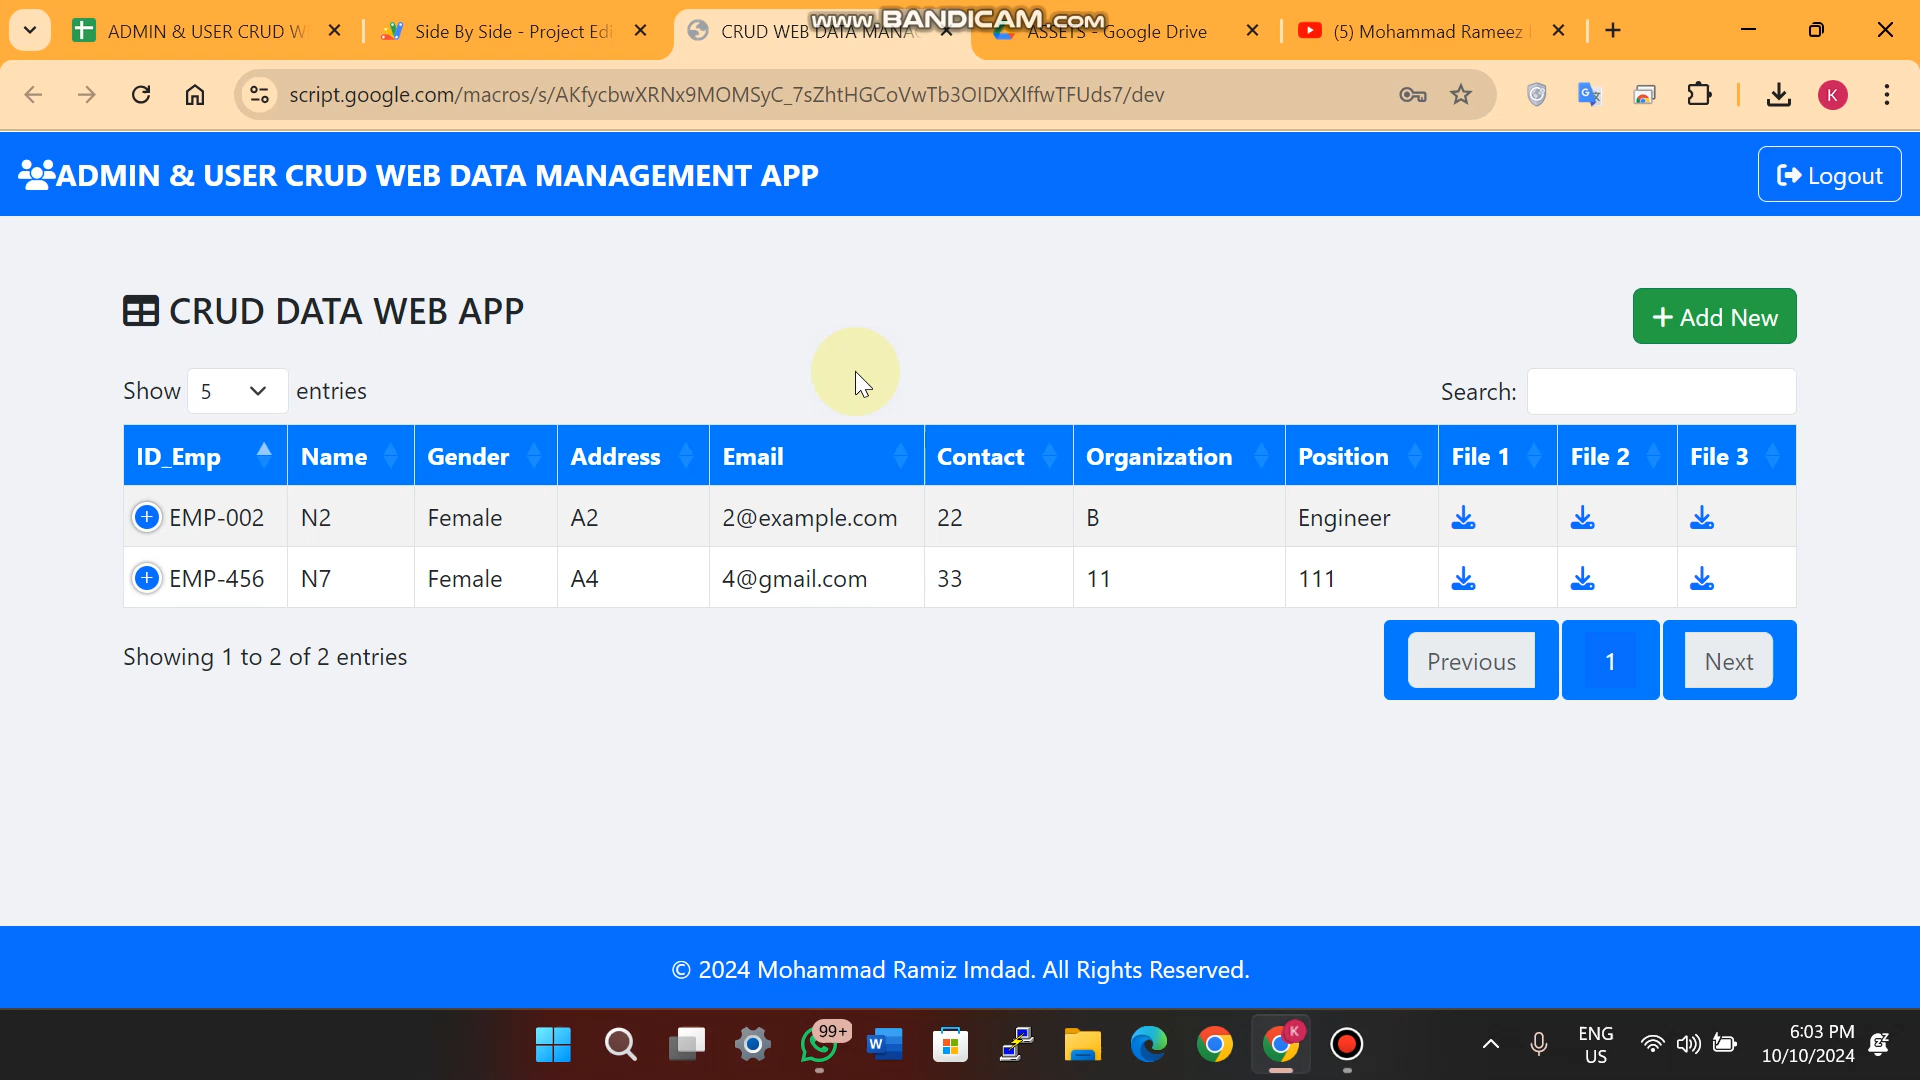 www.BANDICAM.com
ADMIN & USER CRUD W
Side By Side - Project Edi
CRUD WEB DATA MANA
ASSETS - Google Drive
(5) Mohammad Rameez
script.google.com/macros/s/AKfycbwXRNx9MOMSyC_7sZhtHGCoVwTb3OIDXXlffwTFUds7/dev
K
ADMIN & USER CRUD WEB DATA MANAGEMENT APP
Logout
CRUD DATA WEB APP
+ Add New
Show 5 entries
Search:
ID_Emp Name Gender Address Email Contact Organization Position File 1 File 2 File 3
EMP-002 N2 Female A2 2@example.com 22 B Engineer
EMP-456 N7 Female A4 4@gmail.com 33 11 111
Showing 1 to 2 of 2 entries
Previous 1 Next
© 2024 Mohammad Ramiz Imdad. All Rights Reserved.
99+
W
K
ENG
US
6:03 PM
10/10/2024